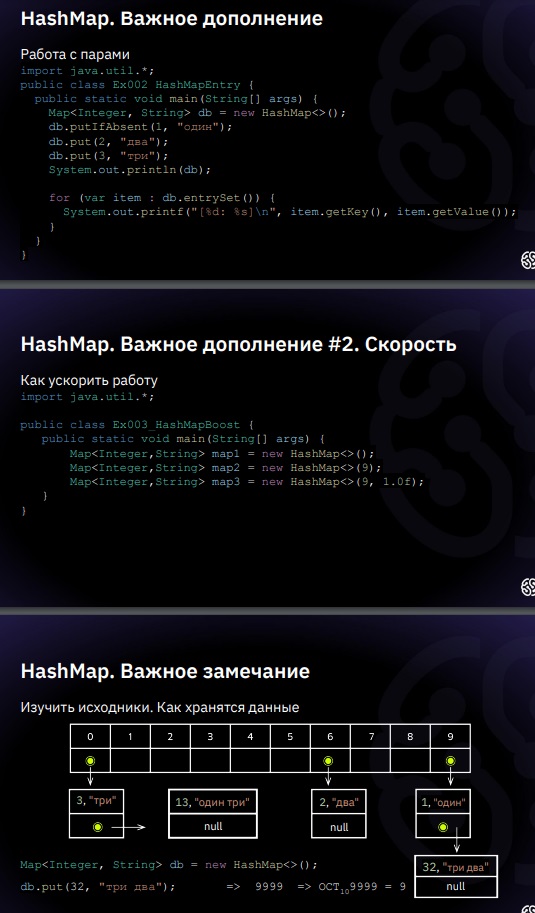 HashMap. Важное дополнение
Работа с парами
import java.util.*;
public class Ex002_HashMapEntry {
public static void main(String[] args) {
Map<Integer, String> db = new HashMap<>();
db.putIfAbsent(1, "один");
db.put(2, "два");
db.put(3, "три");
System.out.println(db);
for (var item : db.entrySet()) {
System.out.printf("[%d: %s]\n", item.getKey(), item.getValue());
}
}
}
HashMap. Важное дополнение #2. Скорость
Как ускорить работу
import java.util.*;
public class Ex003_HashMapBoost {
public static void main(String[] args) {
Map<Integer,String> map1 = new HashMap<>();
Map<Integer,String> map2 = new HashMap<>(9);
Map<Integer,String> map3 = new HashMap<>(9, 1.0f);
}
}
HashMap. Важное замечание
Изучить исходники. Как хранятся данные
0 1 2 3 4 5 6 7 8 9
3, "три" 13, "один три" 2, "два" 1, "один"
null null
32, "три два"
null
Map<Integer, String> db = new HashMap<>();
db.put(32, "три два"); => 9999 => ОСТ10 9999 = 9